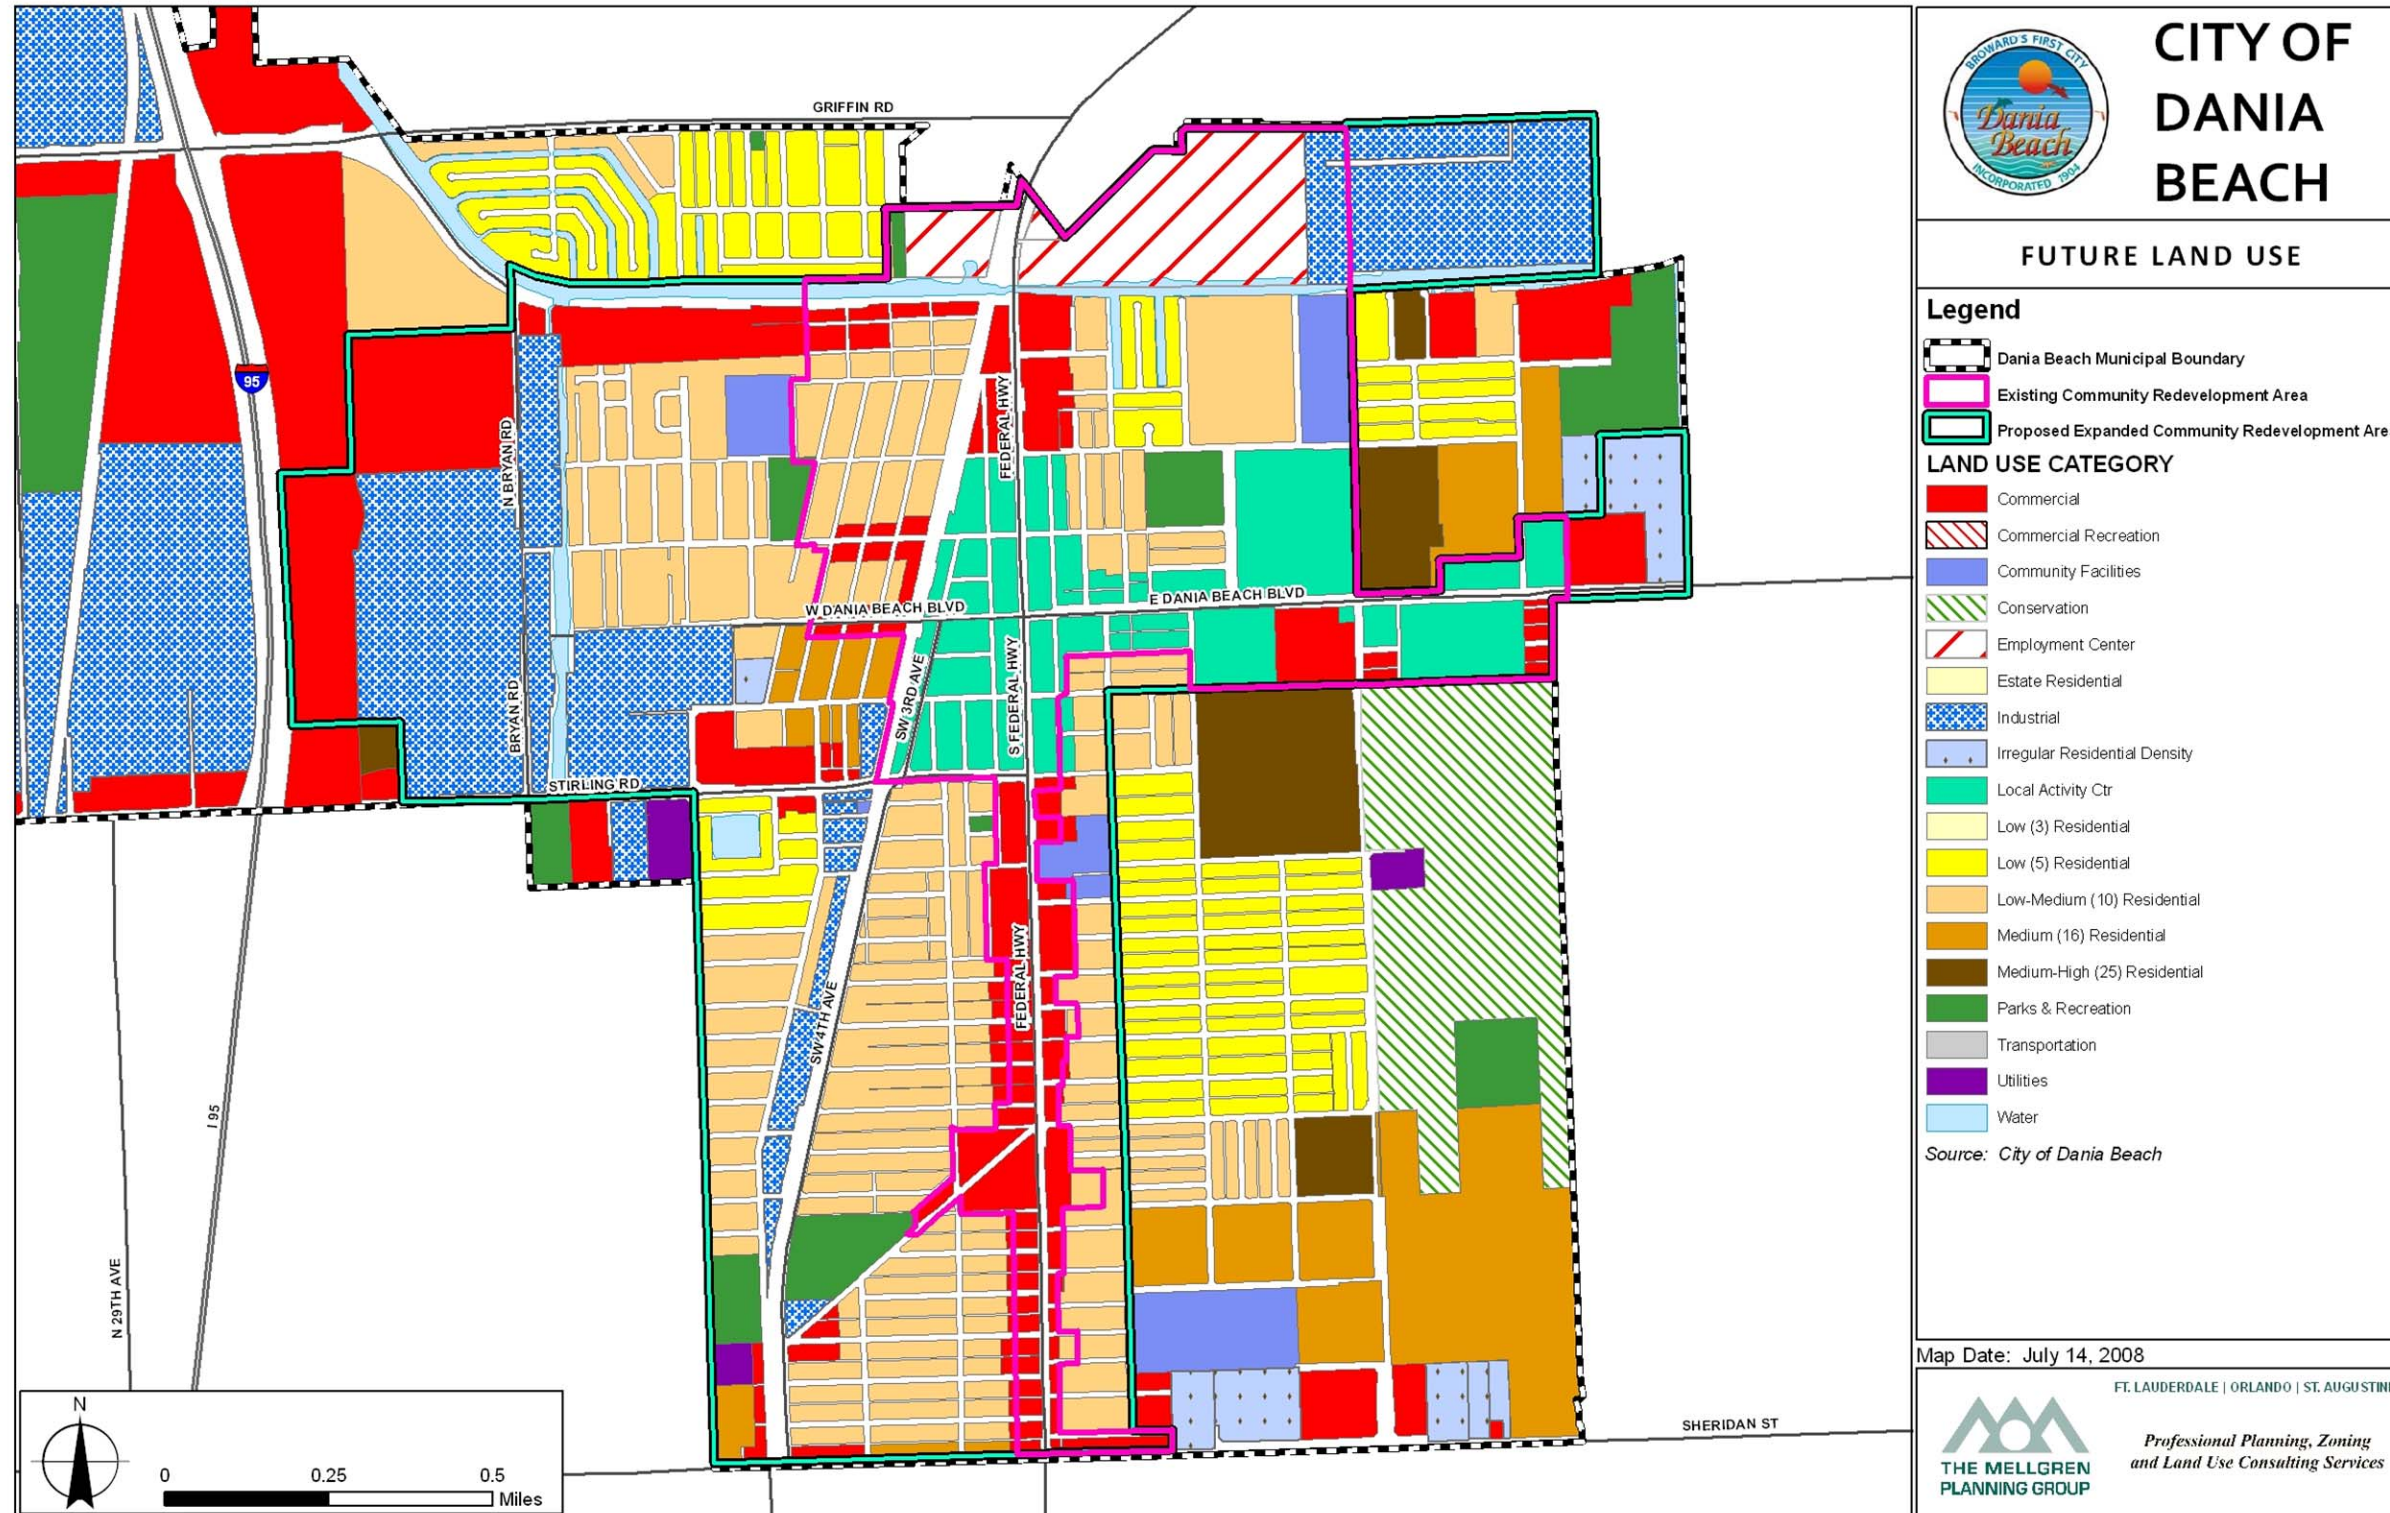 GRIFFIN RD
95
N BRYAN RD
FEDERAL HWY
W DANIA BEACH BLVD
E DANIA BEACH BLVD
BRYAN RD
SW 3RD AVE
S FEDERAL HWY
STIRLING RD
FEDERAL HWY
SW 4TH AVE
I 95
N 29TH AVE
SHERIDAN ST
N
0 0.25 0.5
Miles
BROWARD'S FIRST CITY
Dania
Beach
INCORPORATED 1904
CITY OF
DANIA
BEACH
FUTURE LAND USE
Legend
Dania Beach Municipal Boundary
Existing Community Redevelopment Area
Proposed Expanded Community Redevelopment Are
LAND USE CATEGORY
Commercial
Commercial Recreation
Community Facilities
Conservation
Employment Center
Estate Residential
Industrial
Irregular Residential Density
Local Activity Ctr
Low (3) Residential
Low (5) Residential
Low-Medium (10) Residential
Medium (16) Residential
Medium-High (25) Residential
Parks & Recreation
Transportation
Utilities
Water
Source: City of Dania Beach
Map Date: July 14, 2008
FT. LAUDERDALE | ORLANDO | ST. AUGUSTIN
Professional Planning, Zoning
and Land Use Consulting Services
THE MELLGREN
PLANNING GROUP